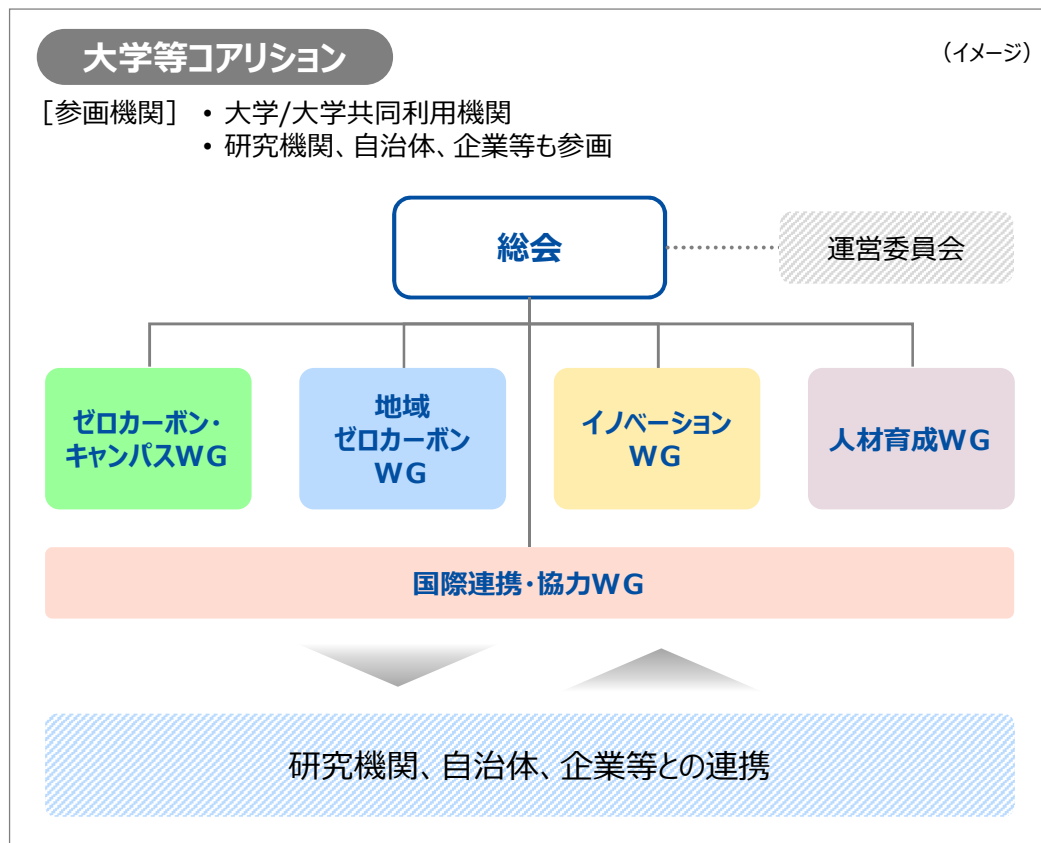 大学等コアリション
（イメージ）
［参画機関］ • 大学/大学共同利用機関
• 研究機関、自治体、企業等も参画
総会
運営委員会
ゼロカーボン・
キャンパスWG
地域
ゼロカーボン
WG
イノベーション
WG
人材育成WG
国際連携・協力WG
研究機関、自治体、企業等との連携